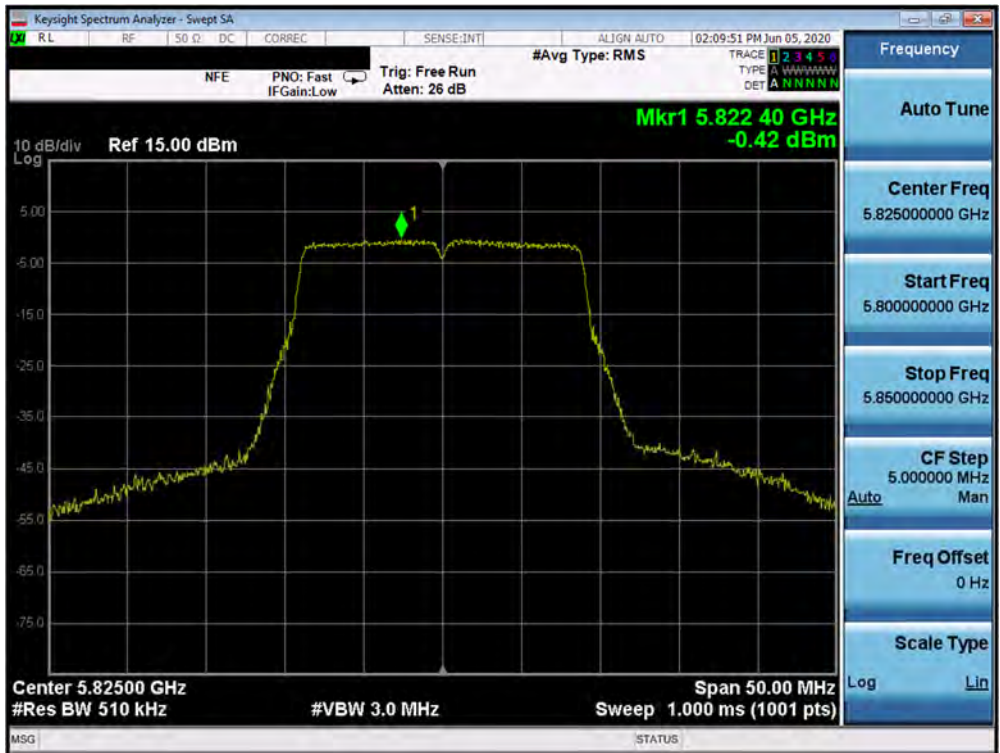 Keysight Spectrum Analyzer - Swept SA
LXI RL RF 50 Ω DC CORREC SENSE:INT ALIGN AUTO 02:09:51 PM Jun 05, 2020
NFE PNO: Fast IFGain:Low
Trig: Free Run
Atten: 26 dB
#Avg Type: RMS
TRACE 1 2 3 4 5 6
TYPE A WWWWW
DET A N N N N N
Mkr1 5.822 40 GHz
-0.42 dBm
10 dB/div Ref 15.00 dBm
Log
1
5.00
-5.00
-15.0
-25.0
-35.0
-45.0
-55.0
-65.0
-75.0
Center 5.82500 GHz Span 50.00 MHz
#Res BW 510 kHz #VBW 3.0 MHz Sweep 1.000 ms (1001 pts)
MSG STATUS
Frequency
Auto Tune
Center Freq
5.825000000 GHz
Start Freq
5.800000000 GHz
Stop Freq
5.850000000 GHz
CF Step
5.000000 MHz
Auto Man
Freq Offset
0 Hz
Scale Type
Log Lin